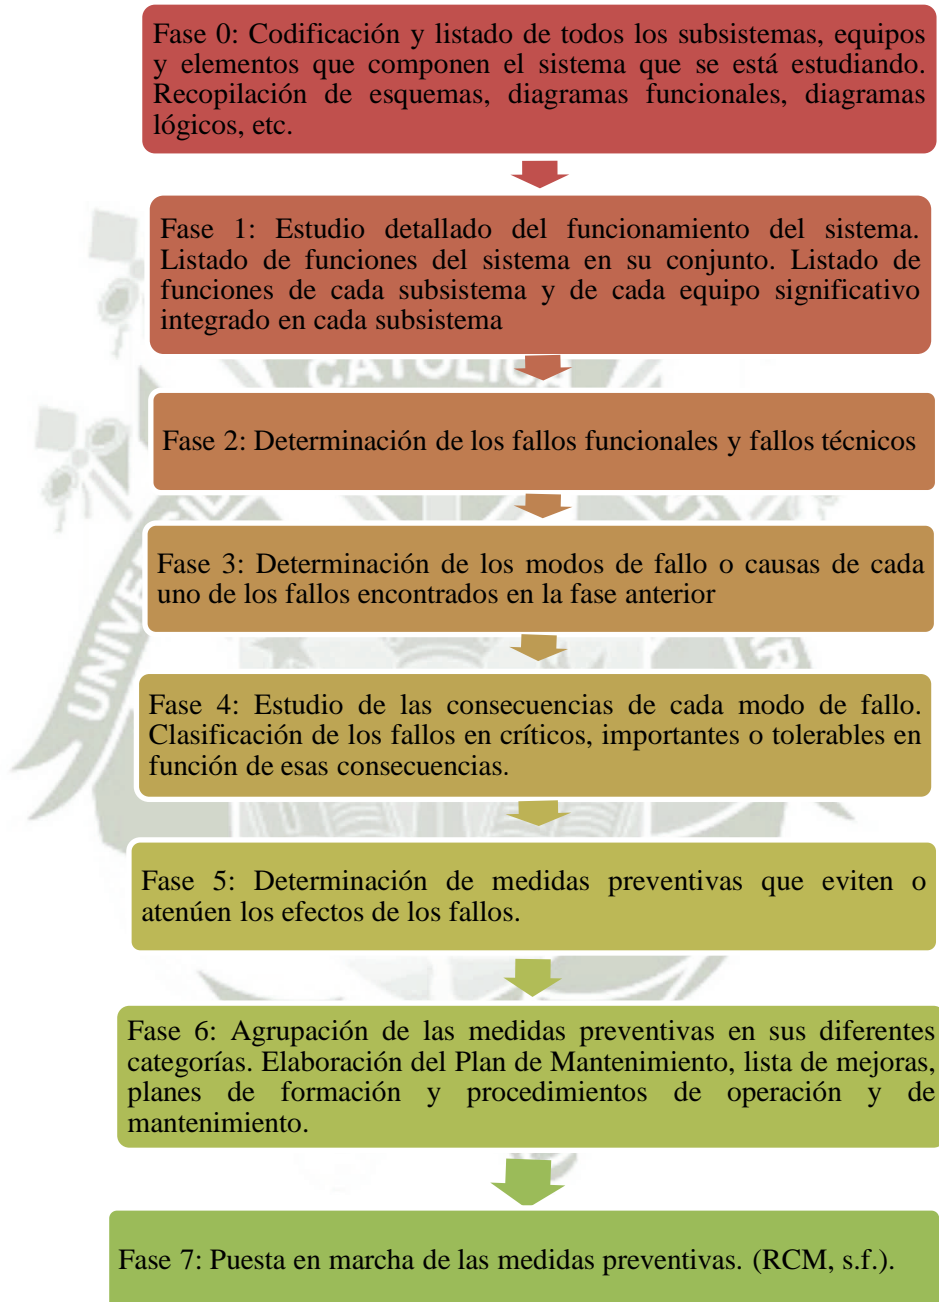 Fase 0: Codificación y listado de todos los subsistemas, equipos
y elementos que componen el sistema que se está estudiando.
Recopilación de esquemas, diagramas funcionales, diagramas
lógicos, etc.
Fase 1: Estudio detallado del funcionamiento del sistema.
Listado de funciones del sistema en su conjunto. Listado de
funciones de cada subsistema y de cada equipo significativo
integrado en cada subsistema
CATOLICA
Fase 2: Determinación de los fallos funcionales y fallos técnicos
Fase 3: Determinación de los modos de fallo o causas de cada
uno de los fallos encontrados en la fase anterior
Fase 4: Estudio de las consecuencias de cada modo de fallo.
Clasificación de los fallos en críticos, importantes o tolerables en
función de esas consecuencias.
Fase 5: Determinación de medidas preventivas que eviten o
atenúen los efectos de los fallos.
Fase 6: Agrupación de las medidas preventivas en sus diferentes
categorías. Elaboración del Plan de Mantenimiento, lista de mejoras,
planes de formación y procedimientos de operación y de
mantenimiento.
Fase 7: Puesta en marcha de las medidas preventivas. (RCM, s.f.).